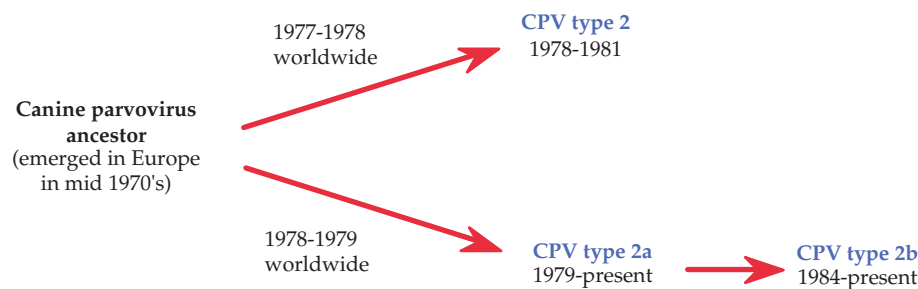 1977-1978
worldwide
CPV type 2
1978-1981
Canine parvovirus
ancestor
(emerged in Europe
in mid 1970's)
1978-1979
worldwide
CPV type 2a
1979-present
CPV type 2b
1984-present